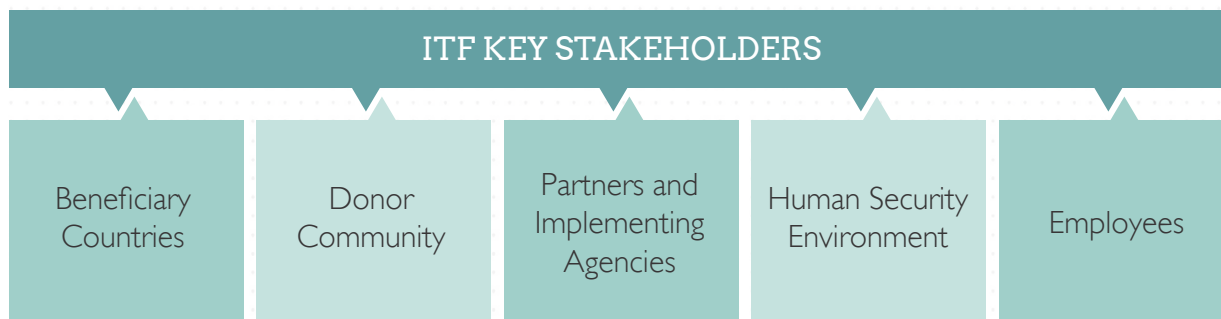 ITF KEY STAKEHOLDERS
Beneficiary
Countries
Donor
Community
Partners and
Implementing
Agencies
Human Security
Environment
Employees